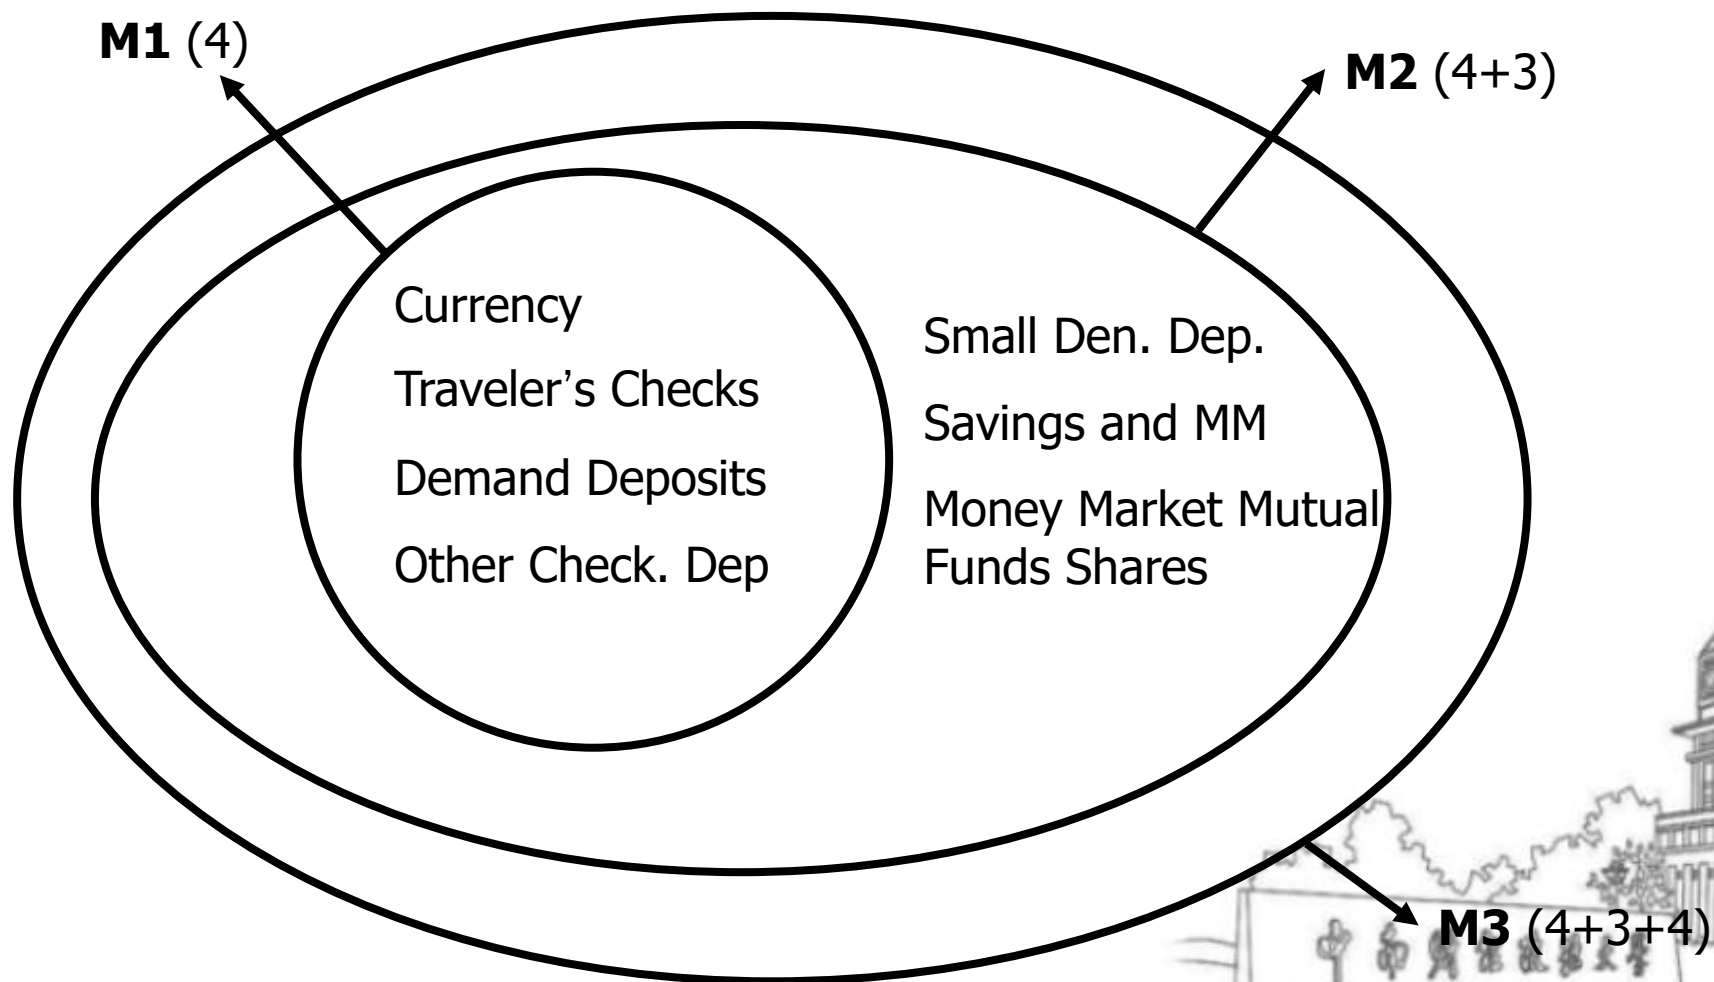 M1 (4)
M2 (4+3)
Currency
Traveler’s Checks
Demand Deposits
Other Check. Dep
Small Den. Dep.
Savings and MM
Money Market Mutual
Funds Shares
M3 (4+3+4)